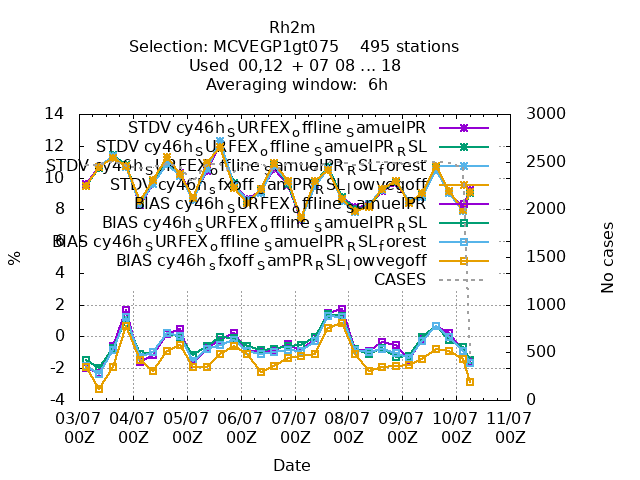 Rh2m
Selection: MCVEGP1gt075 495 stations
Used 00,12 + 07 08 ... 18
Averaging window: 6h
14
12
10
8
6
4
2
0
-2
-4
%
3000
2500
2000
1500
1000
500
0
No cases
STDV cy46h_SURFEX_offline_samuelPR
STDV cy46h_SURFEX_offline_samuelPR_RSL
STDV cy46h_SURFEX_offline_samuelPR_RSL_forest
STDV cy46h_sfxoff_samPR_RSL_lowvegoff
BIAS cy46h_SURFEX_offline_samuelPR
BIAS cy46h_SURFEX_offline_samuelPR_RSL
BIAS cy46h_SURFEX_offline_samuelPR_RSL_forest
BIAS cy46h_sfxoff_samPR_RSL_lowvegoff
CASES
03/07 04/07 05/07 06/07 07/07 08/07 09/07 10/07 11/07
00Z 00Z 00Z 00Z 00Z 00Z 00Z 00Z 00Z
Date